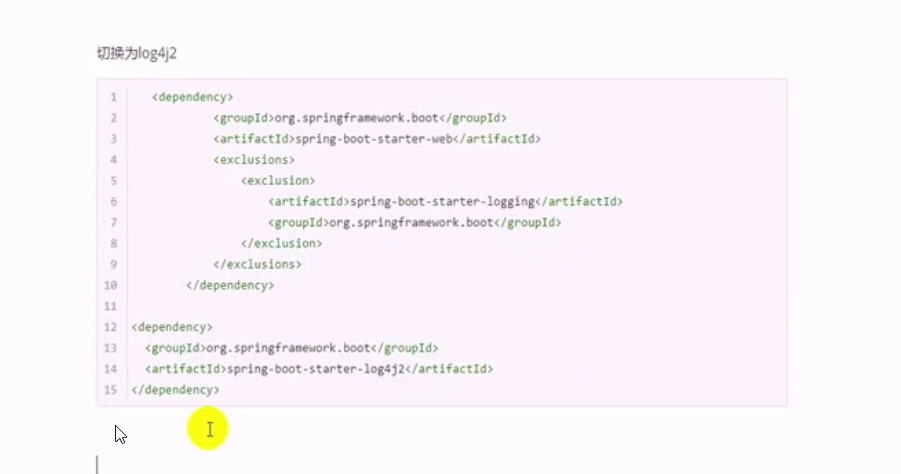 切换为log4j2
1 <dependency>
2 <groupId>org.springframework.boot</groupId>
3 <artifactId>spring-boot-starter-web</artifactId>
4 <exclusions>
5 <exclusion>
6 <artifactId>spring-boot-starter-logging</artifactId>
7 <groupId>org.springframework.boot</groupId>
8 </exclusion>
9 </exclusions>
10 </dependency>
11
12 <dependency>
13 <groupId>org.springframework.boot</groupId>
14 <artifactId>spring-boot-starter-log4j2</artifactId>
15 </dependency>